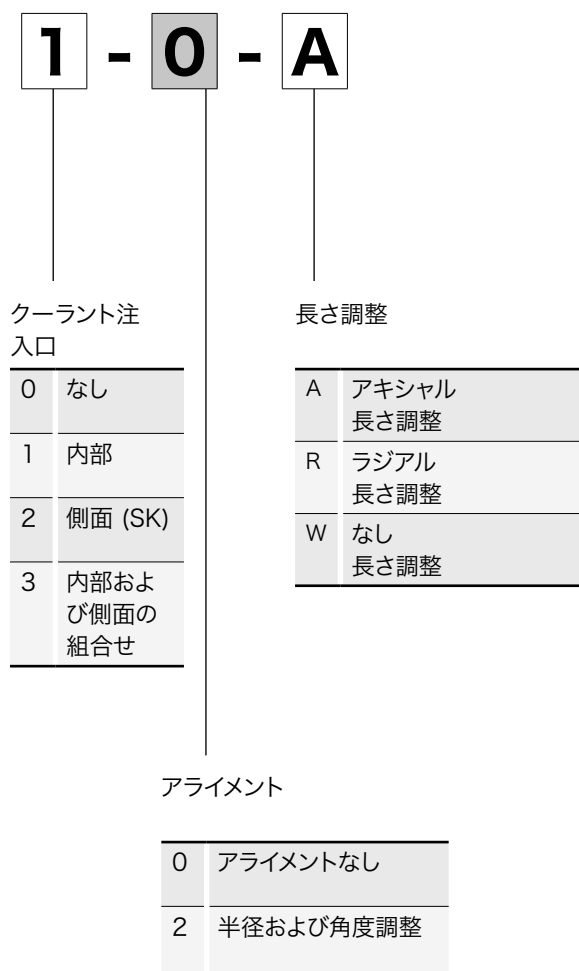 1 - 0 - A
クーラント注
入口
0 なし
1 内部
2 側面 (SK)
3 内部およ
び側面の
組合せ
長さ調整
A アキシャル
長さ調整
R ラジアル
長さ調整
W なし
長さ調整
アライメント
0 アライメントなし
2 半径および角度調整